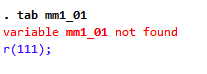 . tab mm1_01
variable mm1_01 not found
r(111);